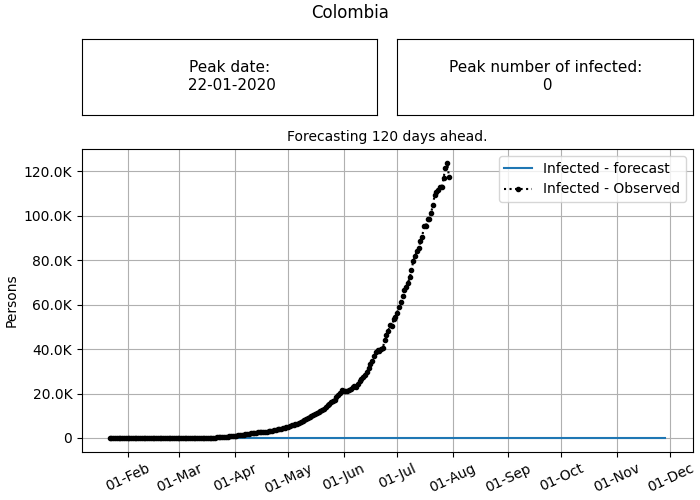 Colombia
Peak date:
22-01-2020
Peak number of infected:
0
Forecasting 120 days ahead.
Infected - forecast
Infected - Observed
120.0K
100.0K
80.0K
60.0K
40.0K
20.0K
0
Persons
01-Feb
01-Mar
01-Apr
01-May
01-Jun
01-Jul
01-Aug
01-Sep
01-Oct
01-Nov
01-Dec